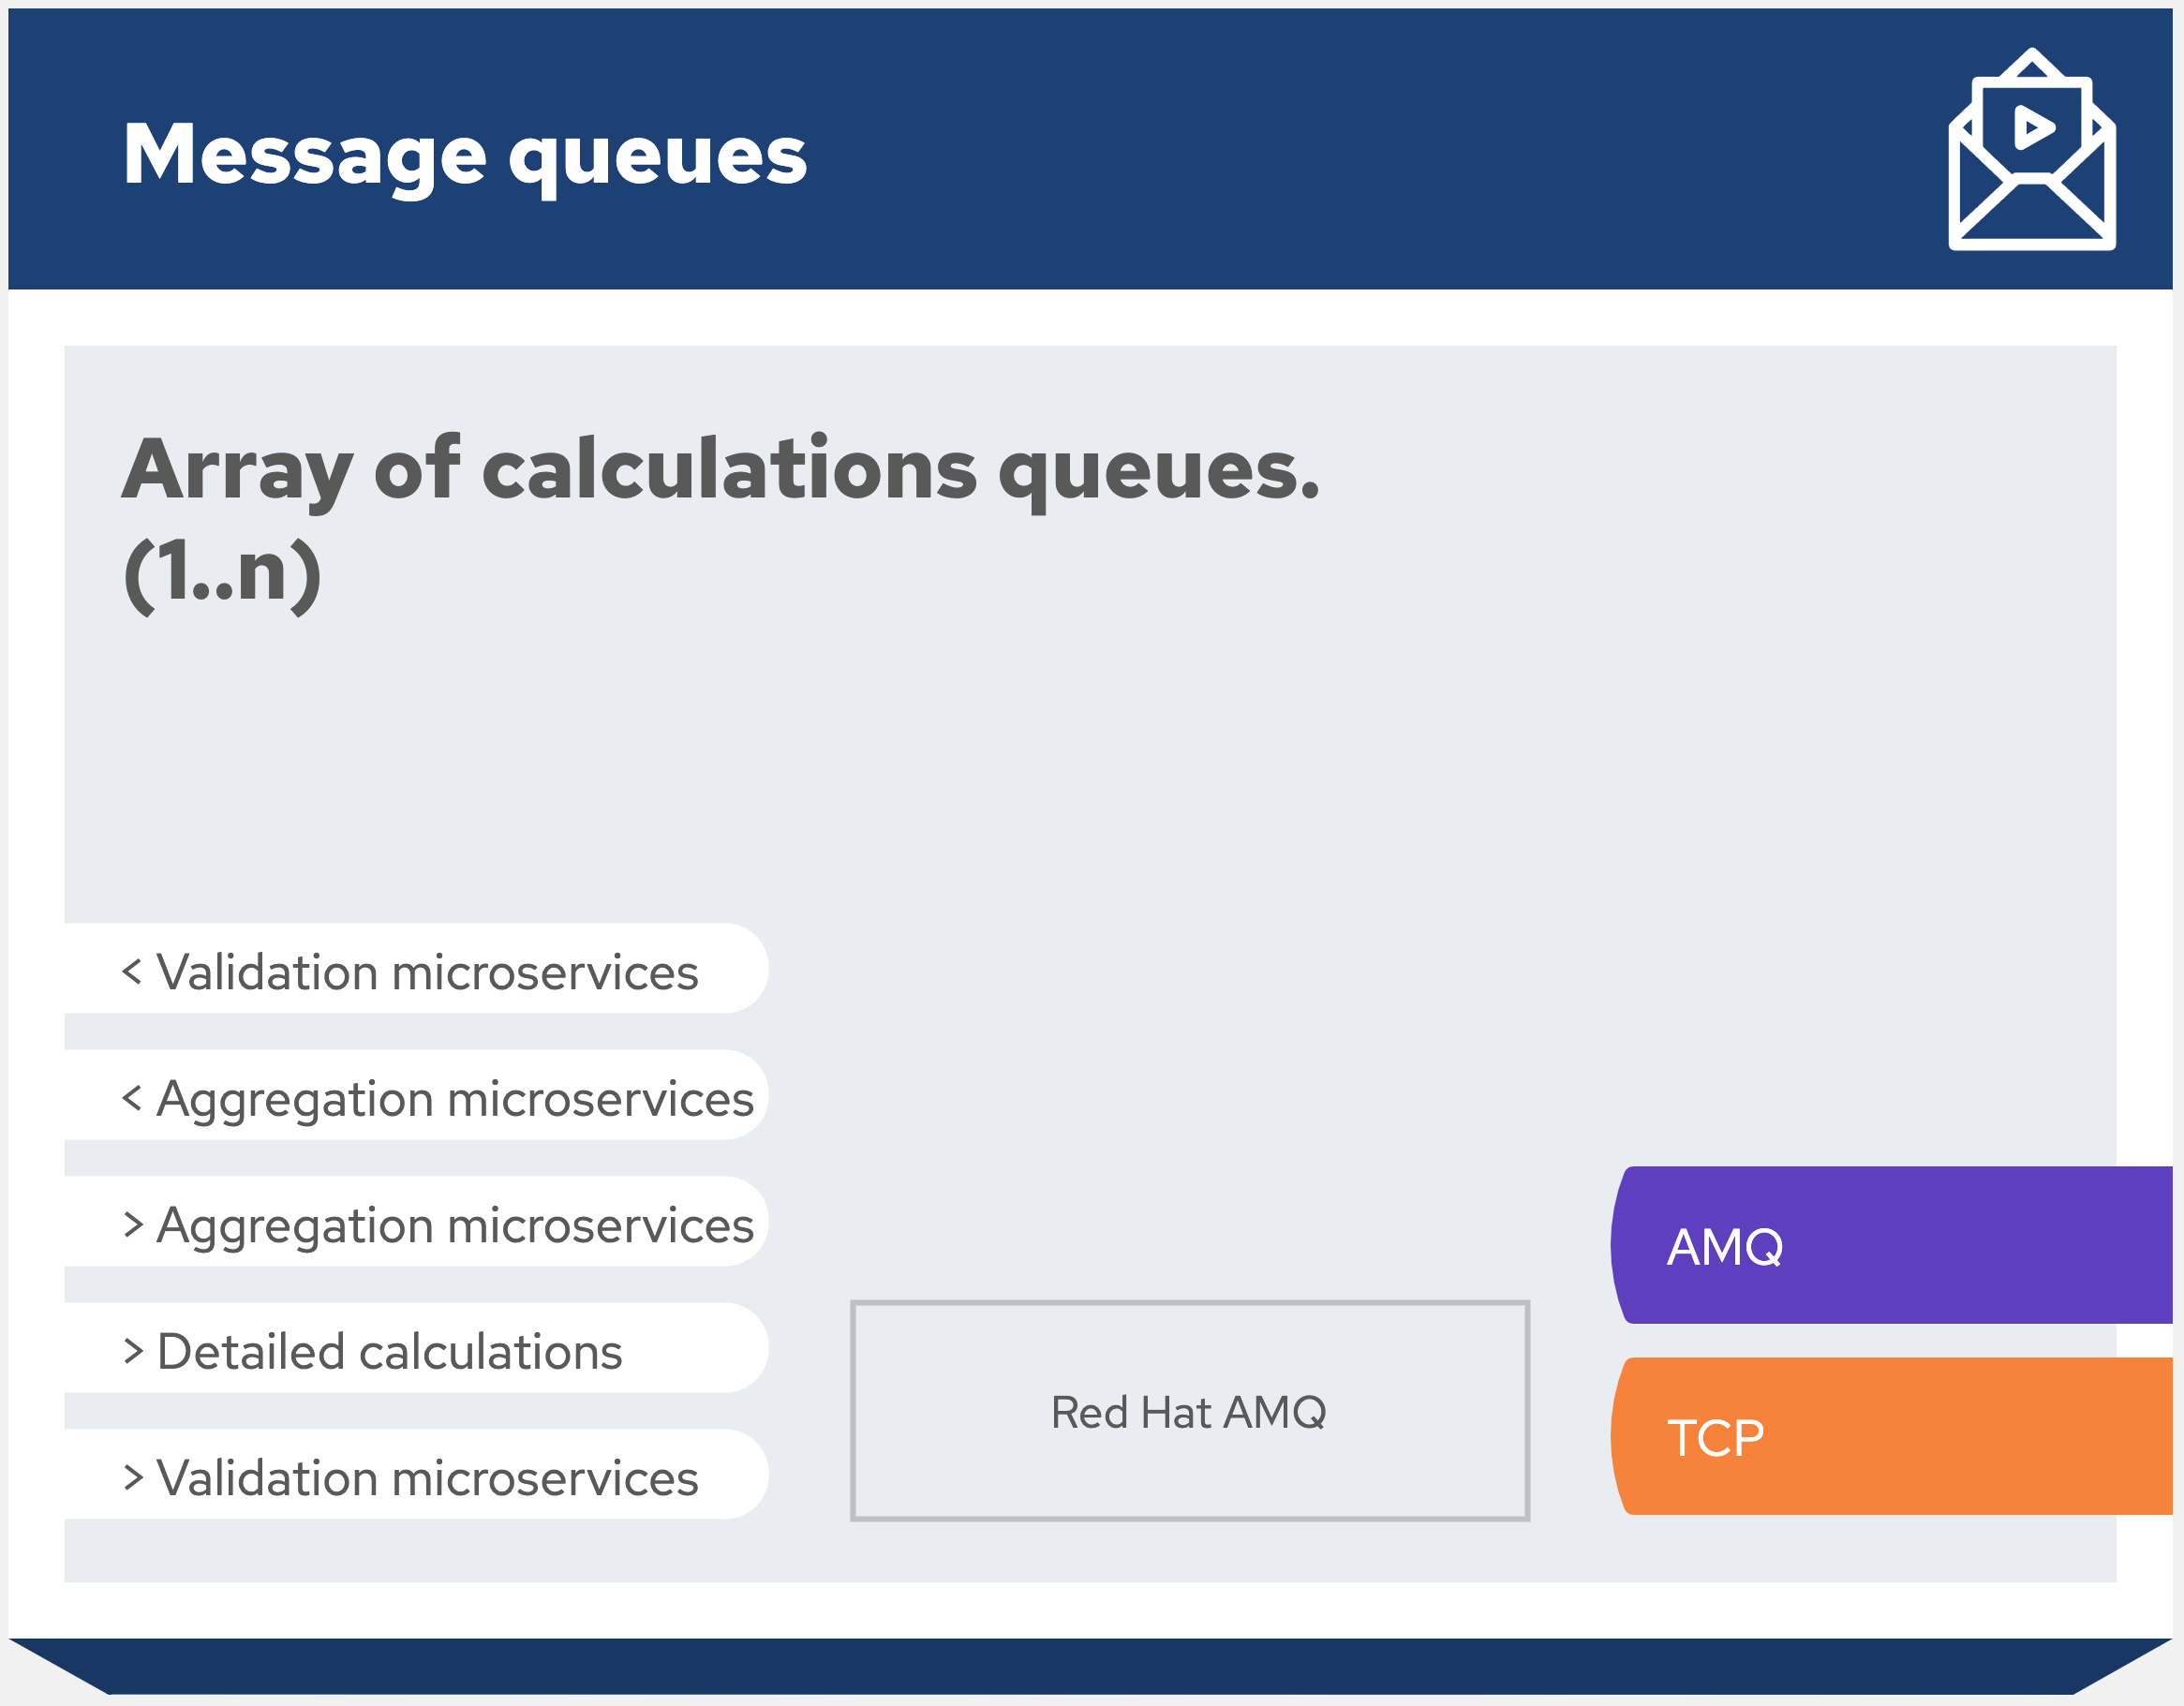 Message queues
Array of calculations queues.
(1..n)
< Validation microservices
< Aggregation microservices
> Aggregation microservices
> Detailed calculations
> Validation microservices
Red Hat AMQ
AMQ
TCP